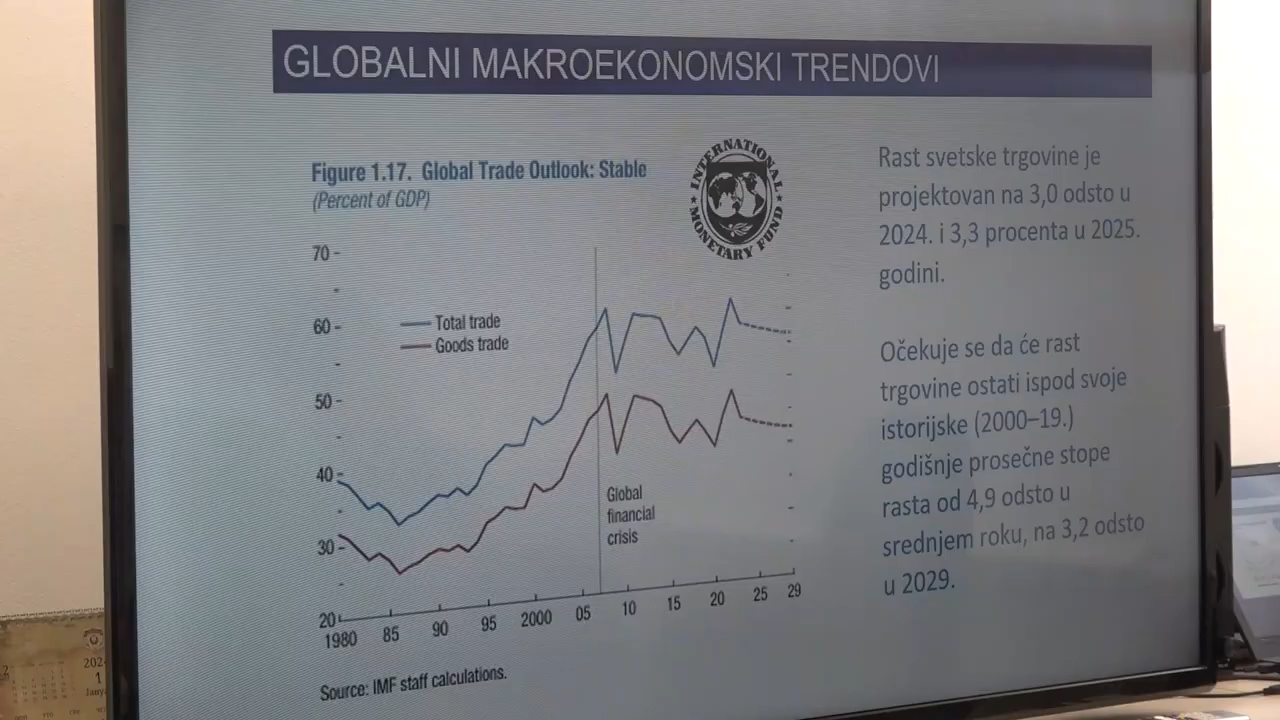 GLOBALNI MAKROEKONOMSKI TRENDOVI
Figure 1.17. Global Trade Outlook: Stable
(Percent of GDP)
INTERNATIONAL MONETARY FUND
70
60
50
40
30
20
Total trade
Goods trade
Global
financial
crisis
1980 85 90 95 2000 05 10 15 20 25 29
Source: IMF staff calculations.
Rast svetske trgovine je
projektovan na 3,0 odsto u
2024. i 3,3 procenta u 2025.
godini.
Očekuje se da će rast
trgovine ostati ispod svoje
istorijske (2000–19.)
godišnje prosečne stope
rasta od 4,9 odsto u
srednjem roku, na 3,2 odsto
u 2029.